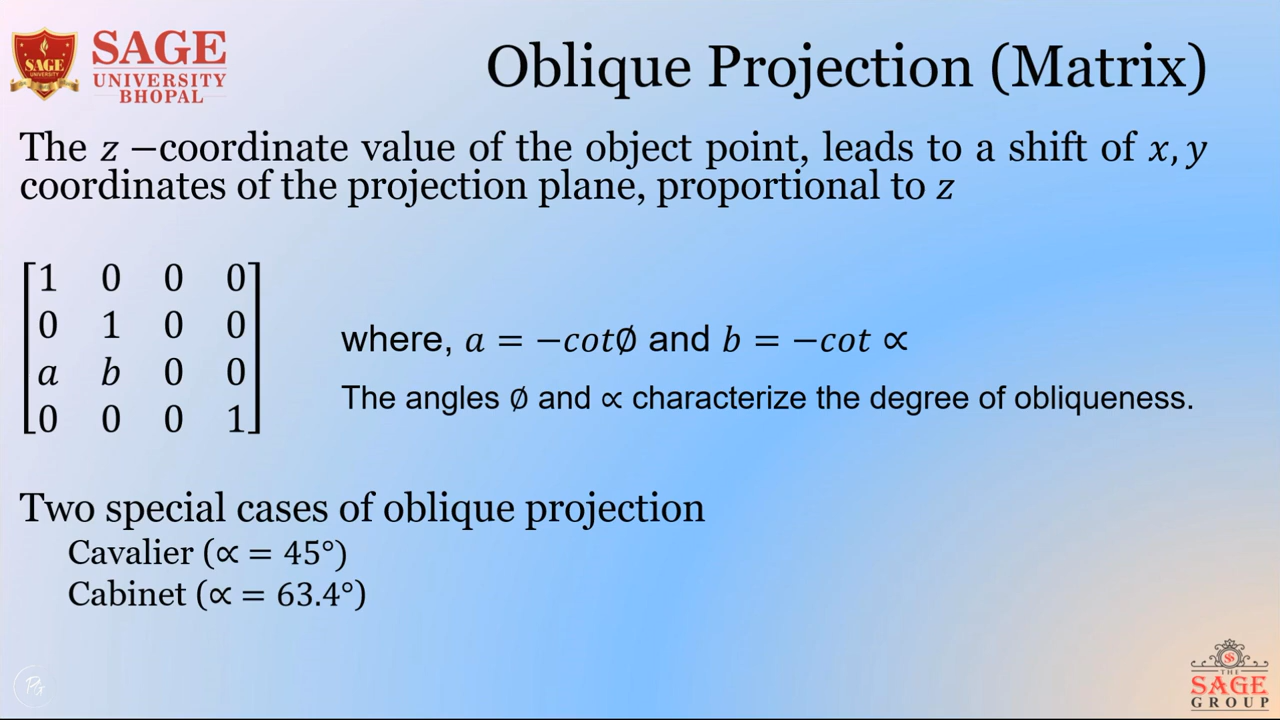 SAGE
UNIVERSITY
BHOPAL
SAGE
UNIVERSITY
Oblique Projection (Matrix)
The z −coordinate value of the object point, leads to a shift of x, y
coordinates of the projection plane, proportional to z
1 0 0 0
0 1 0 0
a b 0 0
0 0 0 1
where, a = −cot∅ and b = −cot ∝
The angles ∅ and ∝ characterize the degree of obliqueness.
Two special cases of oblique projection
Cavalier (∝ = 45°)
Cabinet (∝ = 63.4°)
THE
SAGE
GROUP